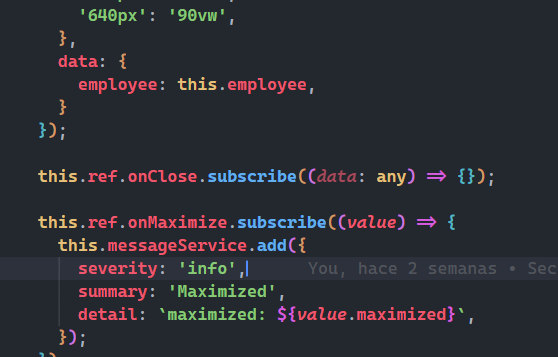 '640px': '90vw',
},
data: {
employee: this.employee,
}
});
this.ref.onClose.subscribe((data: any) => {});
this.ref.onMaximize.subscribe((value) => {
this.messageService.add({
severity: 'info', You, hace 2 semanas • Sec
summary: 'Maximized',
detail: `maximized: ${value.maximized}`,
});
})